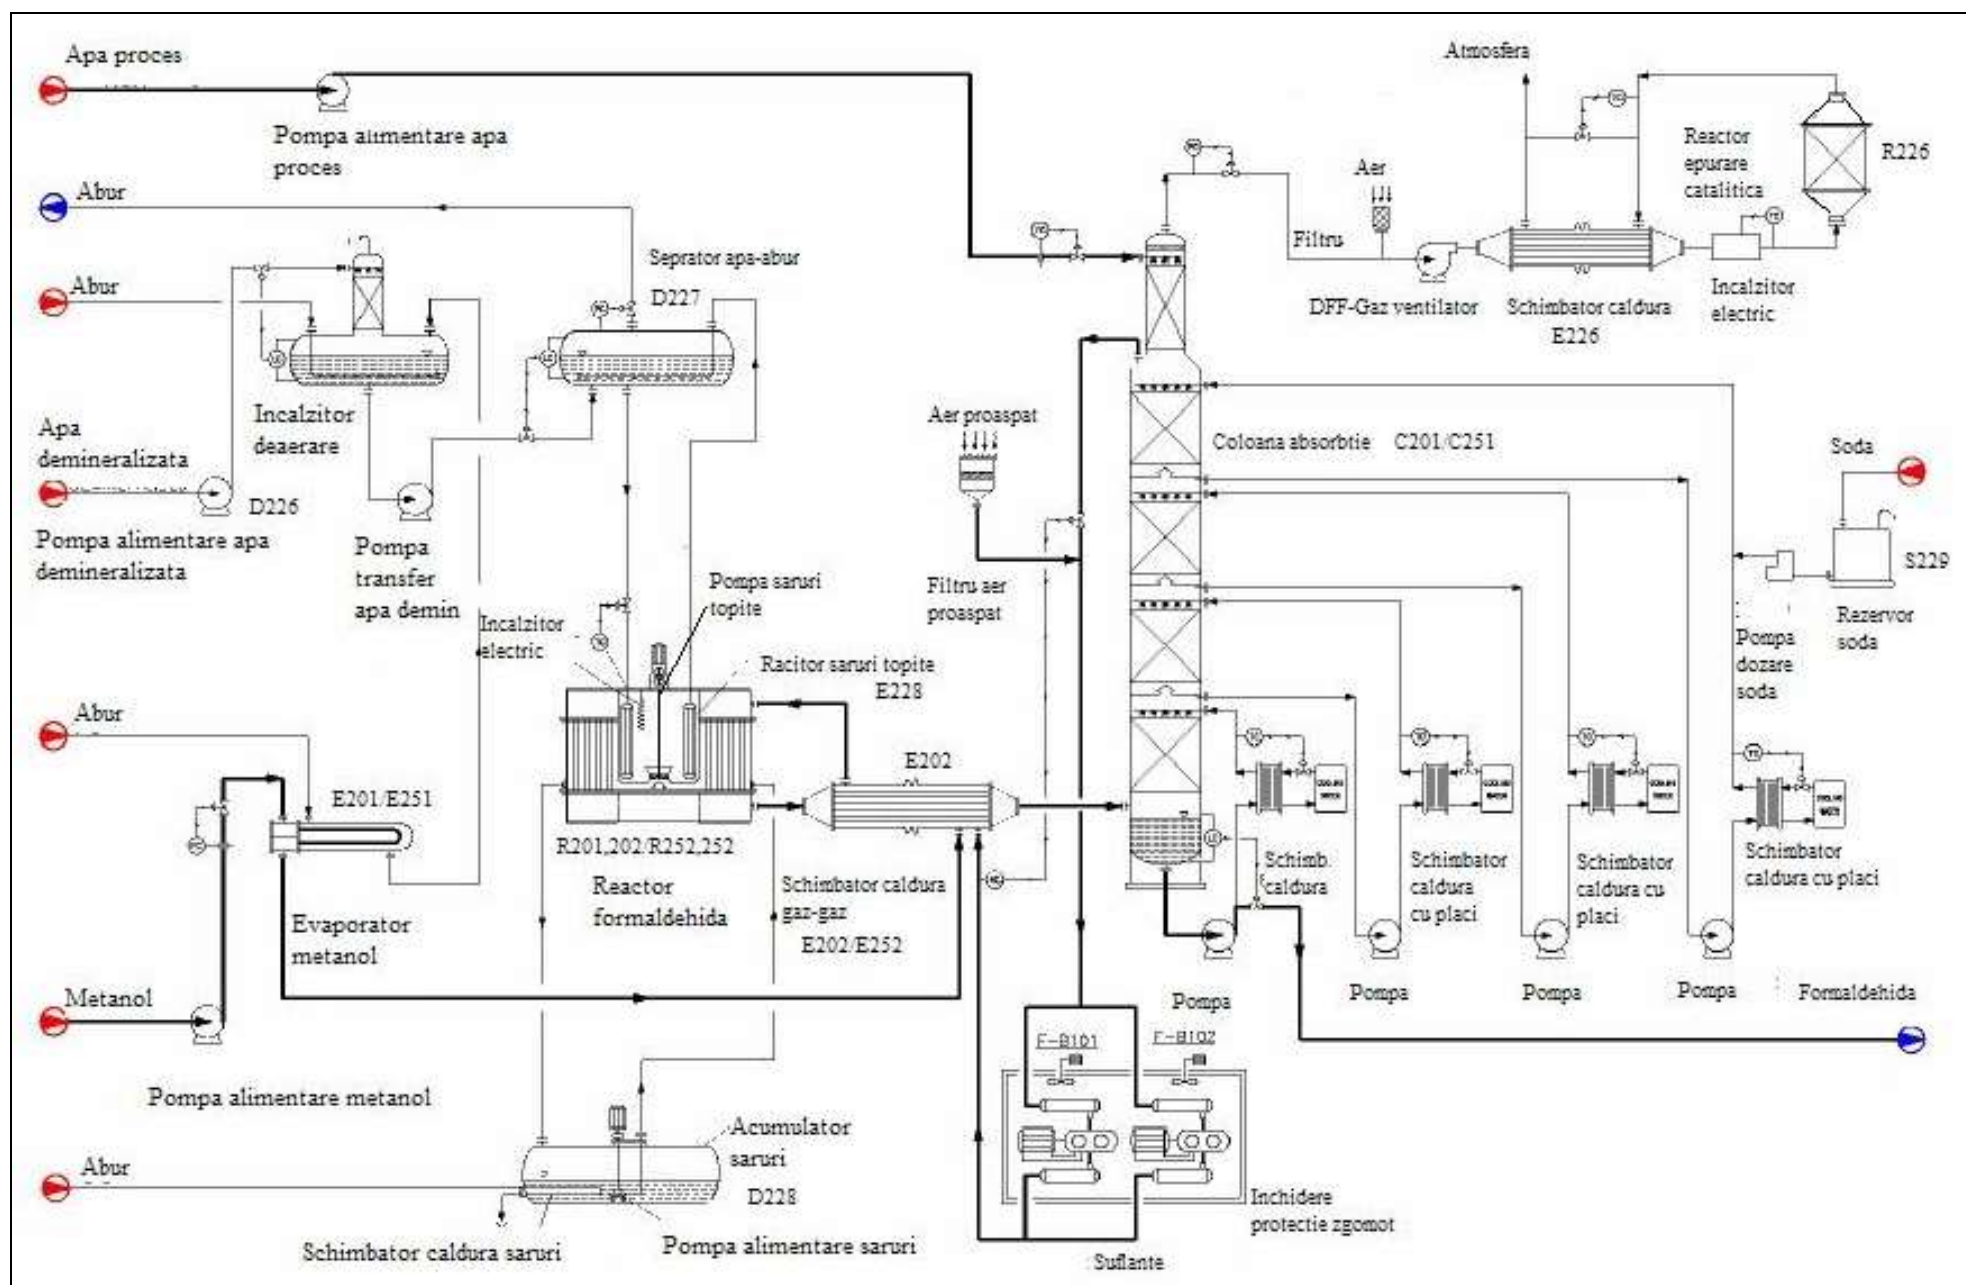 Apa proces
Pompa alimentare apa
proces
Abur
Abur
Seprator apa-abur
D227
Incalzitor
deaerare
Apa
demineralizata
D226
Pompa alimentare apa
demineralizata
Pompa
transfer
apa demin
Incalzitor
electric
Pompa saruri
topite
Racitor saruri topite
E228
Abur
E201/E251
Evaporator
metanol
R201,202/R252,252
Reactor
formaldehida
E202
Schimbator caldura
gaz-gaz
E202/E252
Metanol
Pompa alimentare metanol
Abur
Acumulator
saruri
D228
Schimbator caldura saruri
Pompa alimentare saruri
Aer proaspat
Filtru aer
proaspat
Coloana absorbtie C201/C251
Atmosfera
Aer
Filtru
DFF-Gaz ventilator
Schimbator caldura
E226
Reactor
epurare
catalitica
R226
Incalzitor
electric
Soda
S229
Rezervor
soda
Pompa
dozare
soda
Schimb.
caldura
Schimbator
caldura
cu placi
Schimbator
caldura cu
placi
Schimbator
caldura cu placi
Pompa
Pompa
Pompa
Pompa
Formaldehida
F-B101
F-B102
Inchidere
protectie zgomot
Suflante